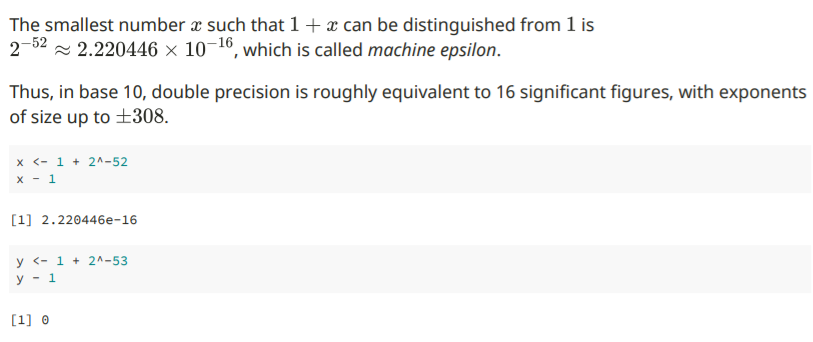 The smallest number x such that 1 + x can be distinguished from 1 is
2⁻⁵² ≈ 2.220446 × 10⁻¹⁶, which is called machine epsilon.
Thus, in base 10, double precision is roughly equivalent to 16 significant figures, with exponents
of size up to ±308.
x <- 1 + 2^-52
x - 1
[1] 2.220446e-16
y <- 1 + 2^-53
y - 1
[1] 0